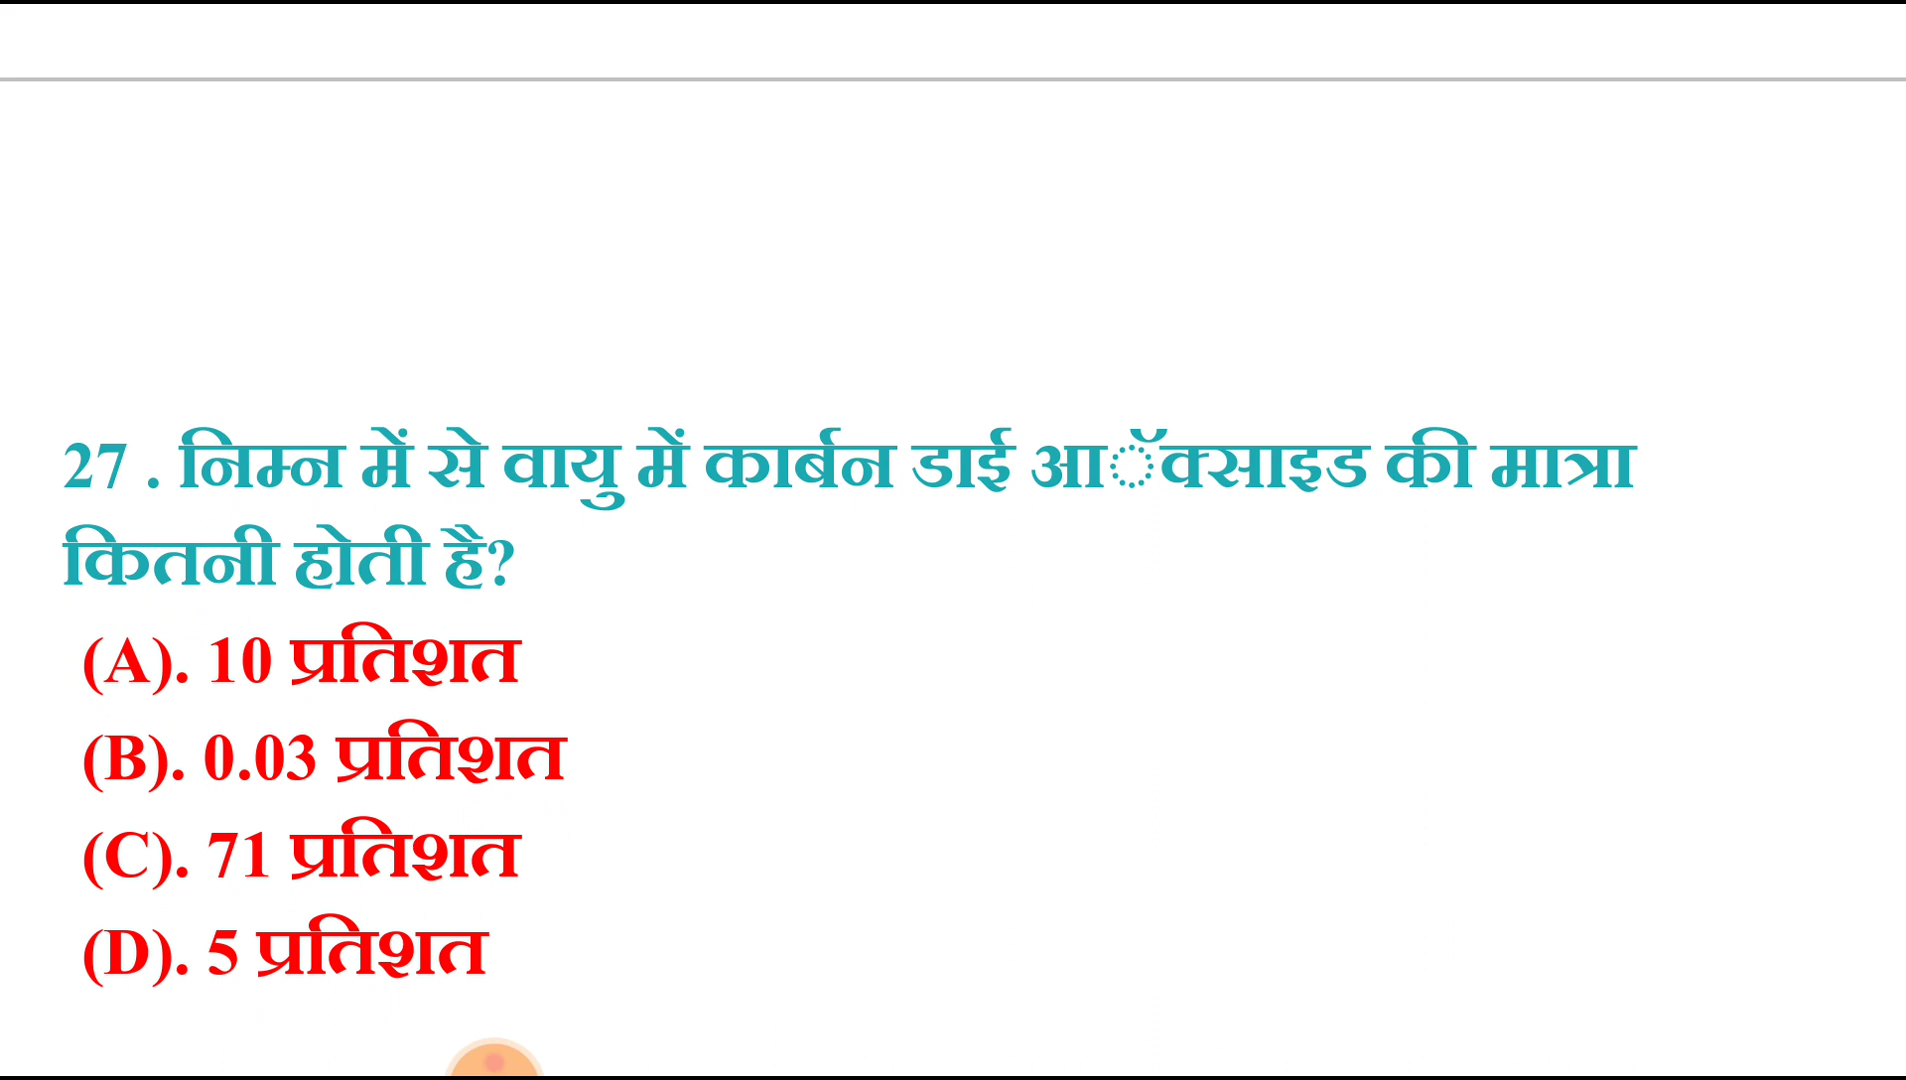 27 . निम्न में से वायु में कार्बन डाई आॅक्साइड की मात्रा
कितनी होती है?
(A). 10 प्रतिशत
(B). 0.03 प्रतिशत
(C). 71 प्रतिशत
(D). 5 प्रतिशत